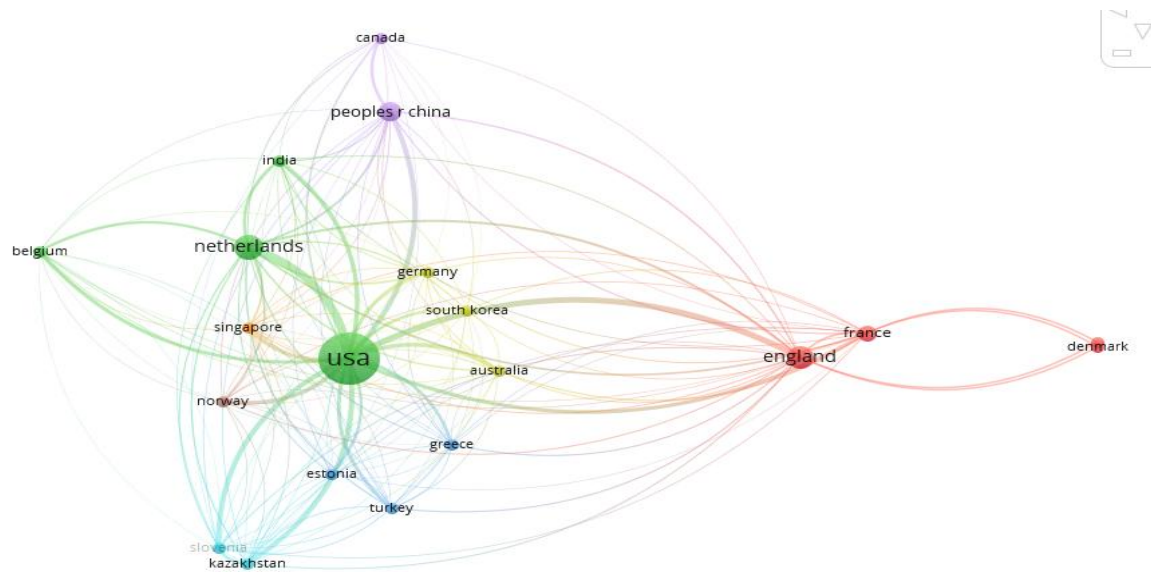 canada
peoples r china
india
netherlands
belgium
germany
south korea
singapore
usa
france
england
denmark
australia
norway
greece
estonia
turkey
slovenia
kazakhstan